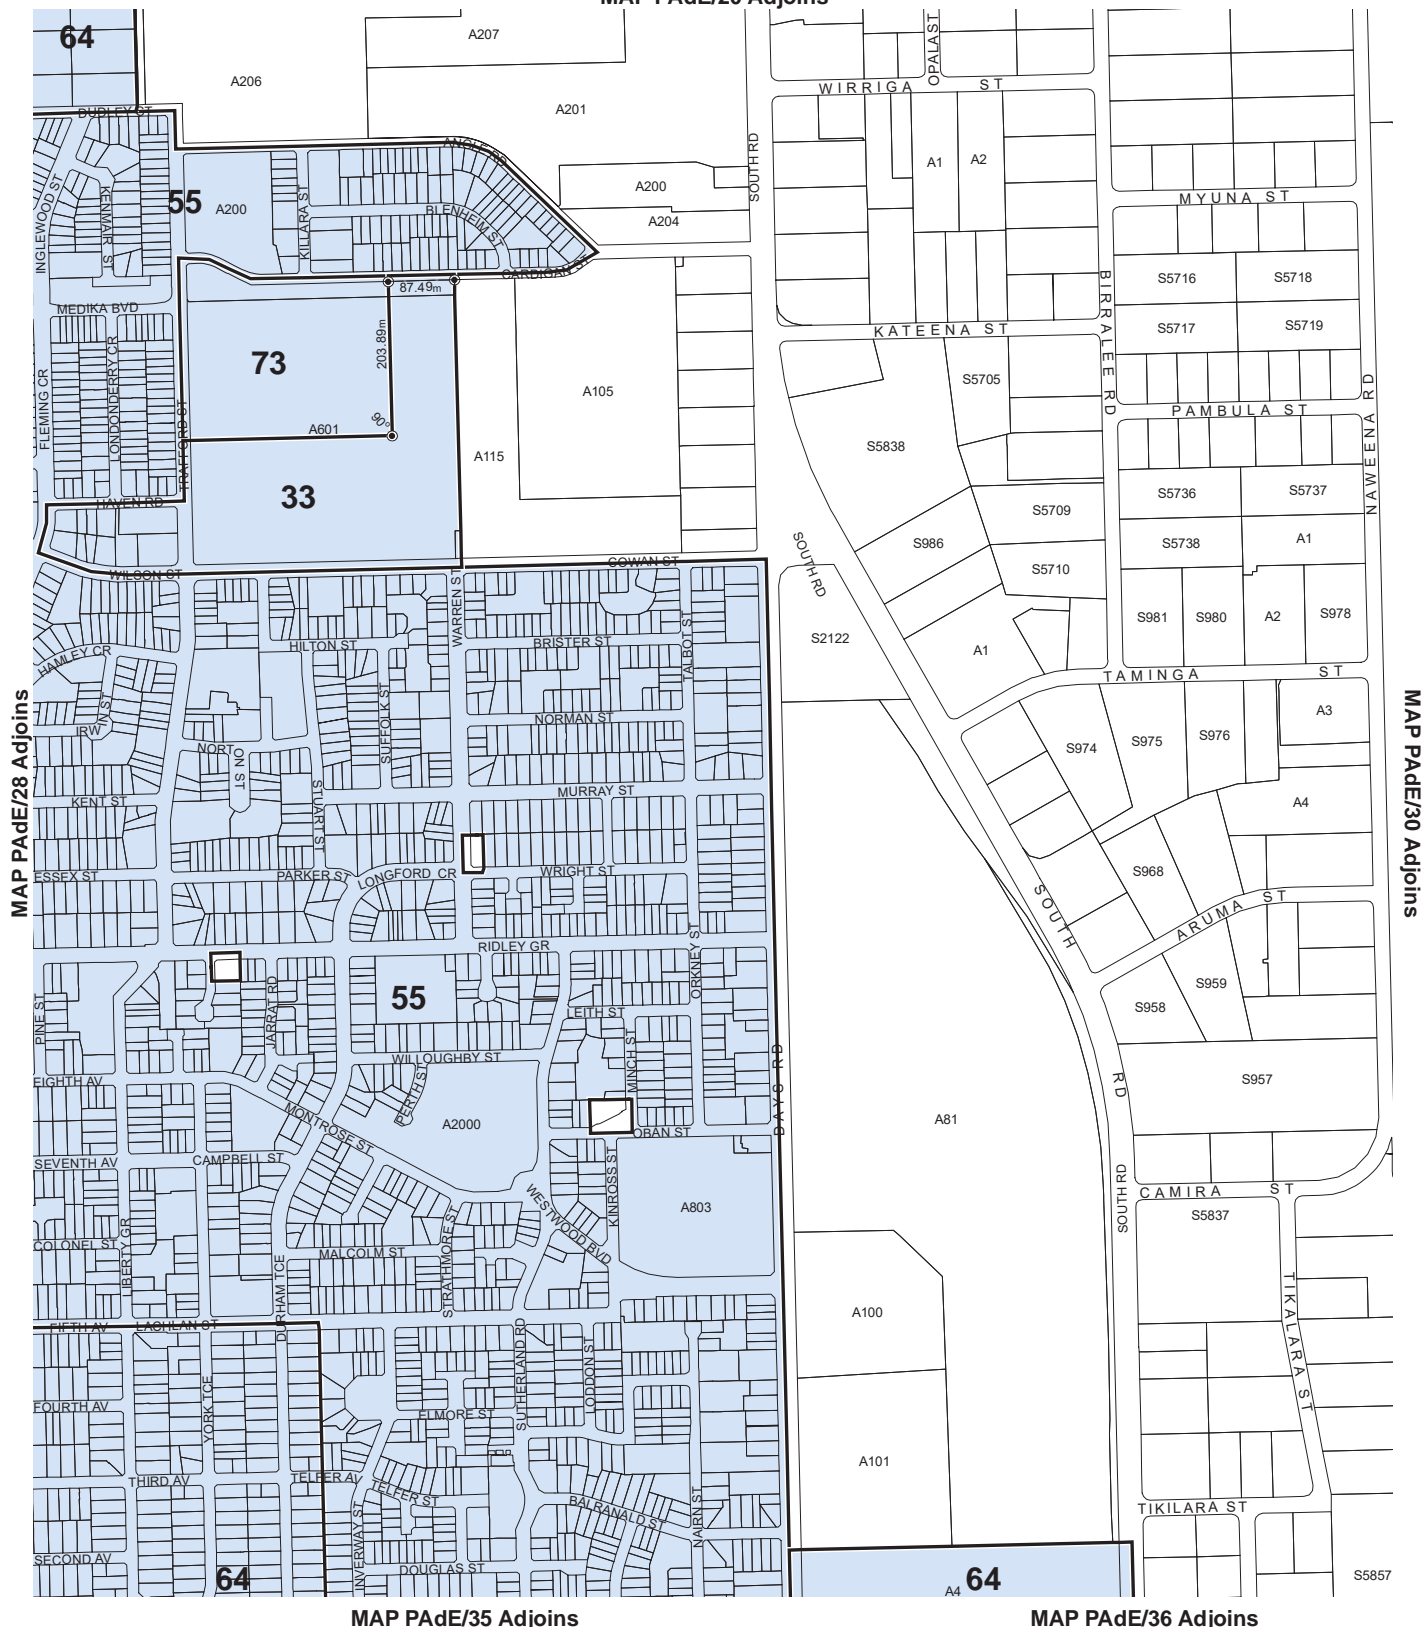 MAP PAdE/20 Adjoins
64
A207
A206
A201
OPALA ST
WIRRIGA ST
DUDLEY CT
ANGLE RD
SOUTH RD
A1
A2
INGLEWOOD ST
KENMAIR ST
55
A200
KILLARA ST
BLENHEIM ST
A200
A204
MYUNA ST
CARDIGAN ST
87.49m
S5716
S5718
MEDIKA BVD
S5717
S5719
KATEENA ST
BIRRALEE RD
203.89m
73
FLEMING CR
LONDONDERRY CR
TRAFFORD ST
A105
S5705
NAWEENA RD
PAMBULA ST
90°
A601
S5838
A115
S5736
S5737
33
HAVEN RD
S5709
S986
S5738
A1
SOUTH RD
S5710
COWAN ST
WILSON ST
WARREN ST
S981
S980
A2
S978
HILTON ST
BRISTER ST
TALBOT ST
S2122
A1
HAMLEY CR
TAMINGA ST
IRWIN ST
SUFFOLK ST
NORMAN ST
A3
NORTON ST
S974
S975
S976
MAP PAdE/28 Adjoins
MAP PAdE/30 Adjoins
KENT ST
STUART ST
MURRAY ST
A4
ESSEX ST
PARKER ST
LONGFORD CR
WRIGHT ST
S968
SOUTH RD
ARUMA ST
RIDLEY GR
ORKNEY ST
PINE ST
JARRAT RD
55
S959
S958
LEITH ST
MINCH ST
WILLOUGHBY ST
EIGHTH AV
PERTH ST
DAYS RD
S957
MONTROSE ST
A2000
A81
OBAN ST
SEVENTH AV
CAMPBELL ST
KINROSS ST
SOUTH RD
CAMIRA ST
WESTWOOD BVD
A803
S5837
LIBERTY GR
STRATHMORE ST
COLONEL ST
MALCOLM ST
DURHAM TCE
TIKALARA ST
A100
FIFTH AV
LACHLAN ST
SUTHERLAND RD
LODDON ST
YORK TCE
FOURTH AV
ELMORE ST
A101
THIRD AV
TELFER AV
TELFER ST
BALRANALD ST
NAIRN ST
TIKILARA ST
INVERWAY ST
SECOND AV
DOUGLAS ST
64
A4
64
S5857
MAP PAdE/35 Adjoins
MAP PAdE/36 Adjoins